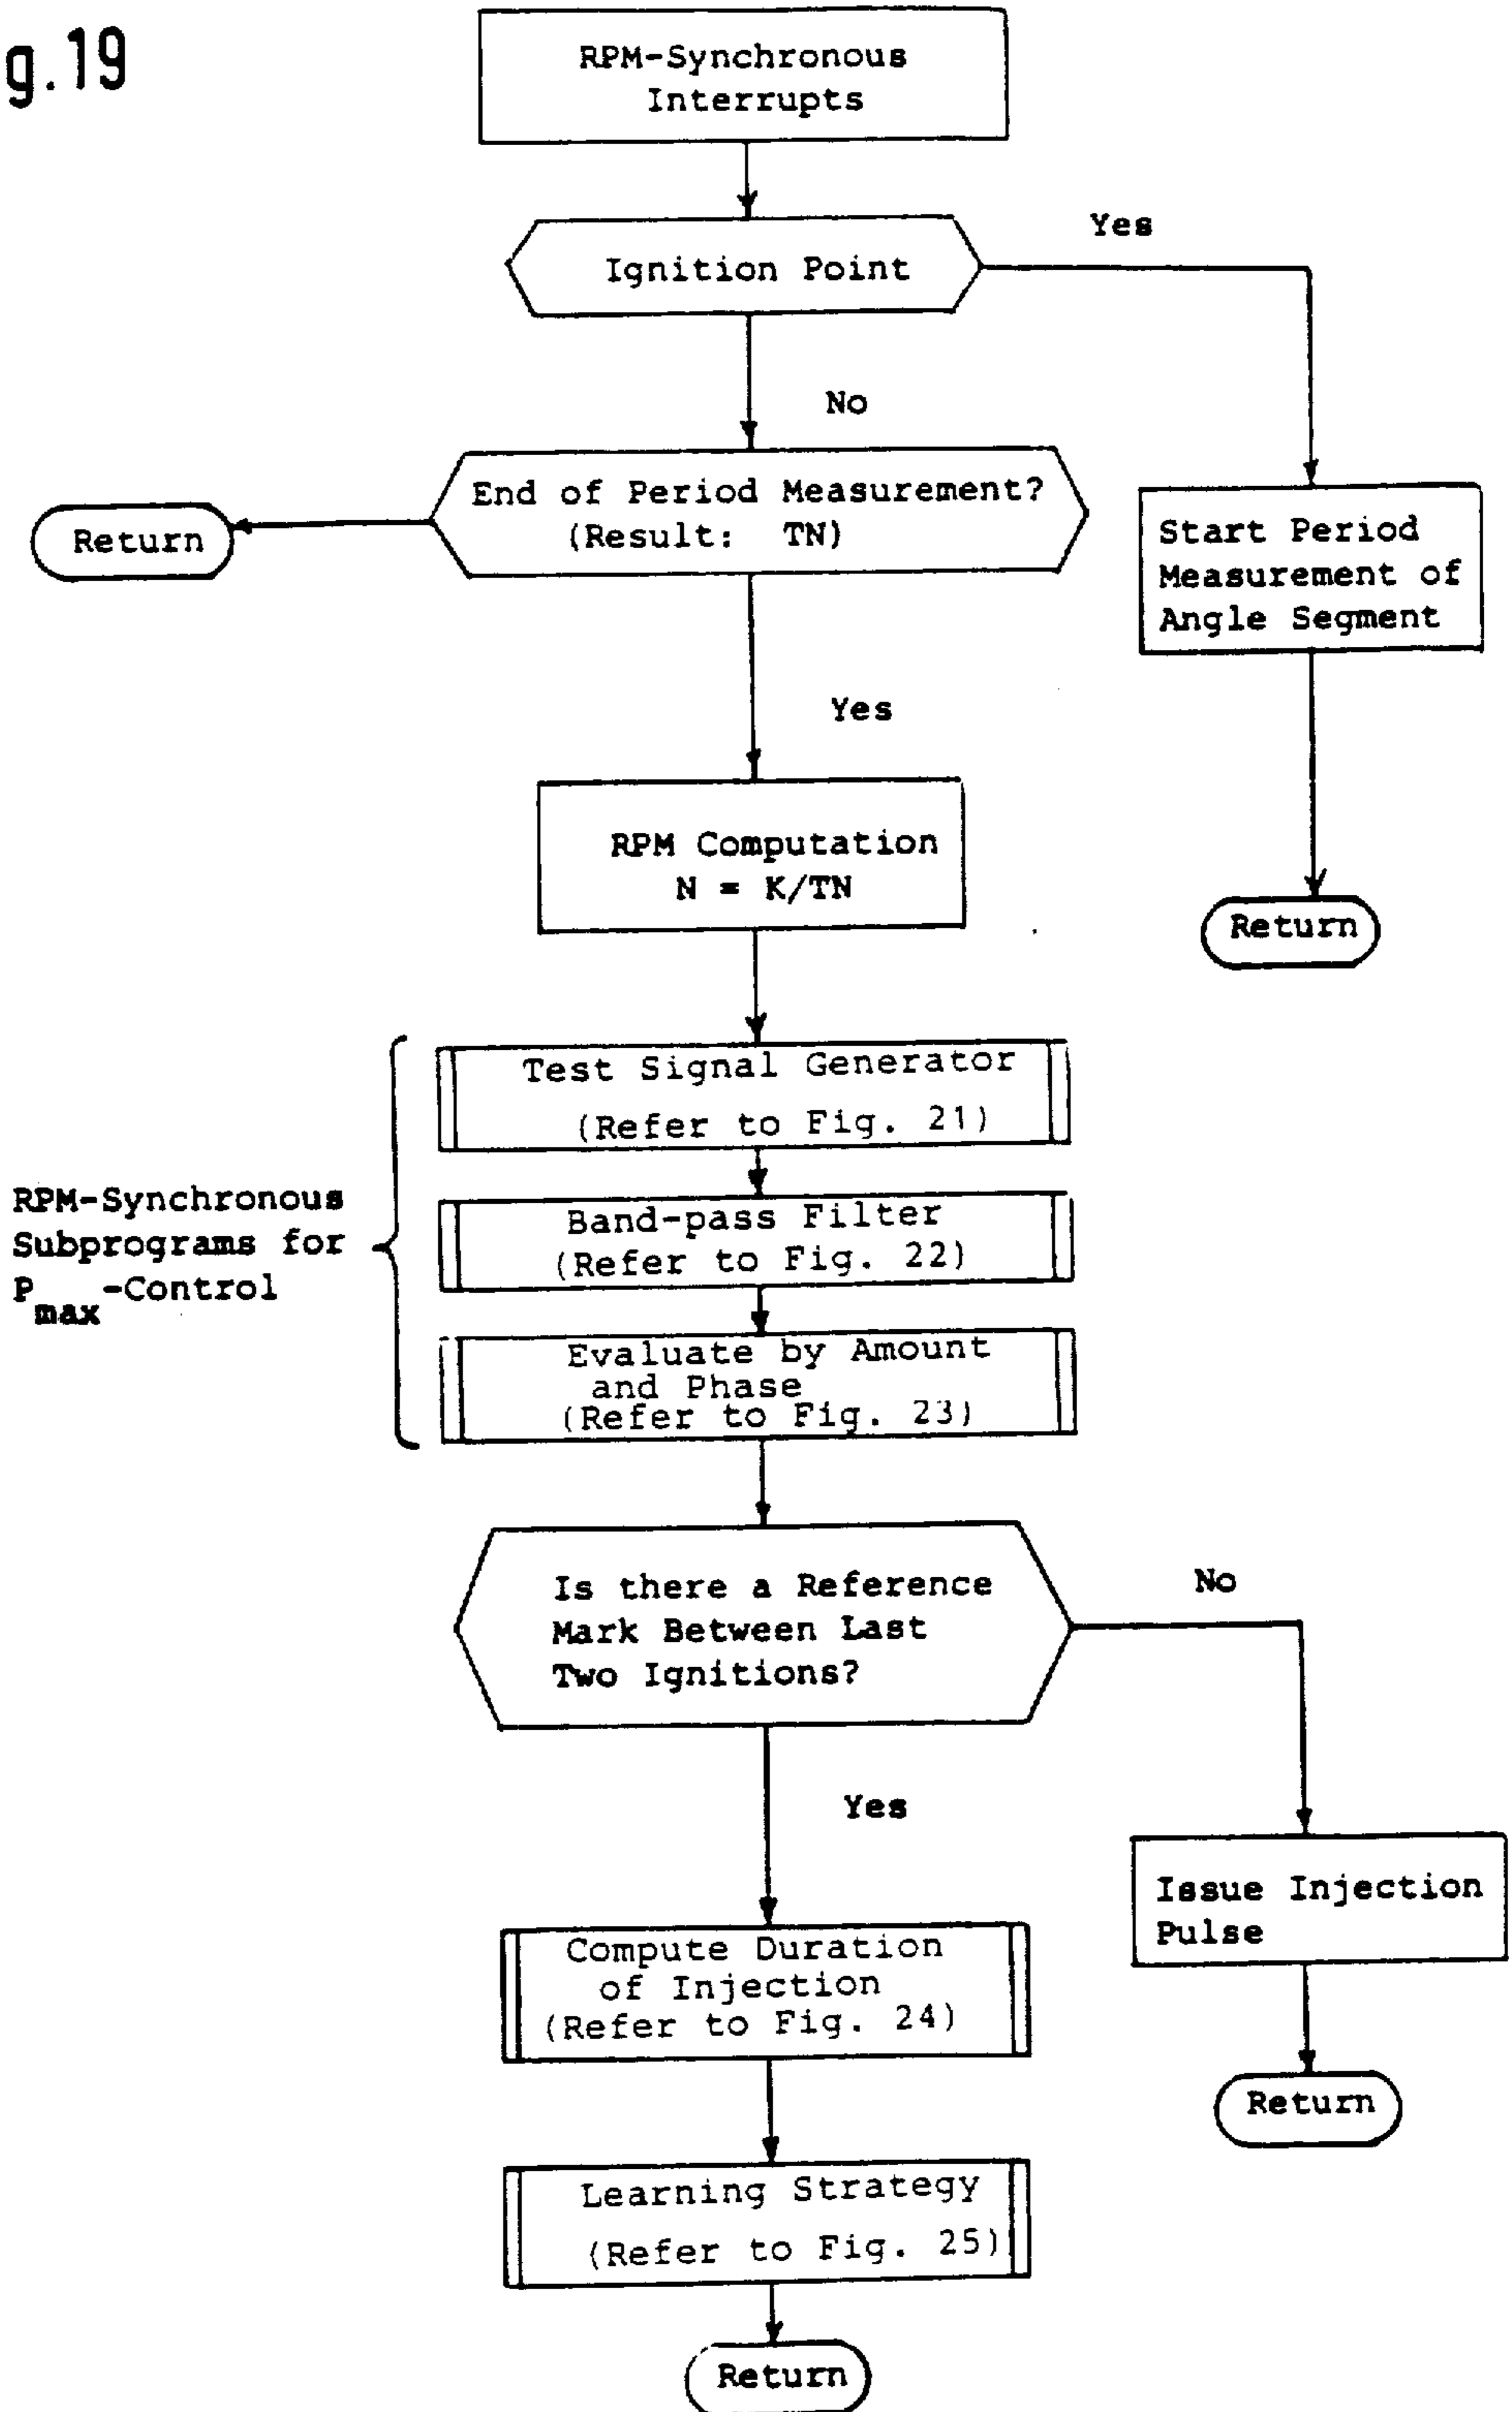 g.19
RPM-Synchronous
Interrupts
Yes
Ignition Point
No
End of Period Measurement?
(Result: TN)
Return
Start Period
Measurement of
Angle Segment
Yes
RPM Computation
N = K/TN
Return
Test Signal Generator
(Refer to Fig. 21)
RPM-Synchronous
Subprograms for
Pmax-Control
Band-pass Filter
(Refer to Fig. 22)
Evaluate by Amount
and Phase
(Refer to Fig. 23)
Is there a Reference
Mark Between Last
Two Ignitions?
No
Yes
Issue Injection
Pulse
Compute Duration
of Injection
(Refer to Fig. 24)
Return
Learning Strategy
(Refer to Fig. 25)
Return